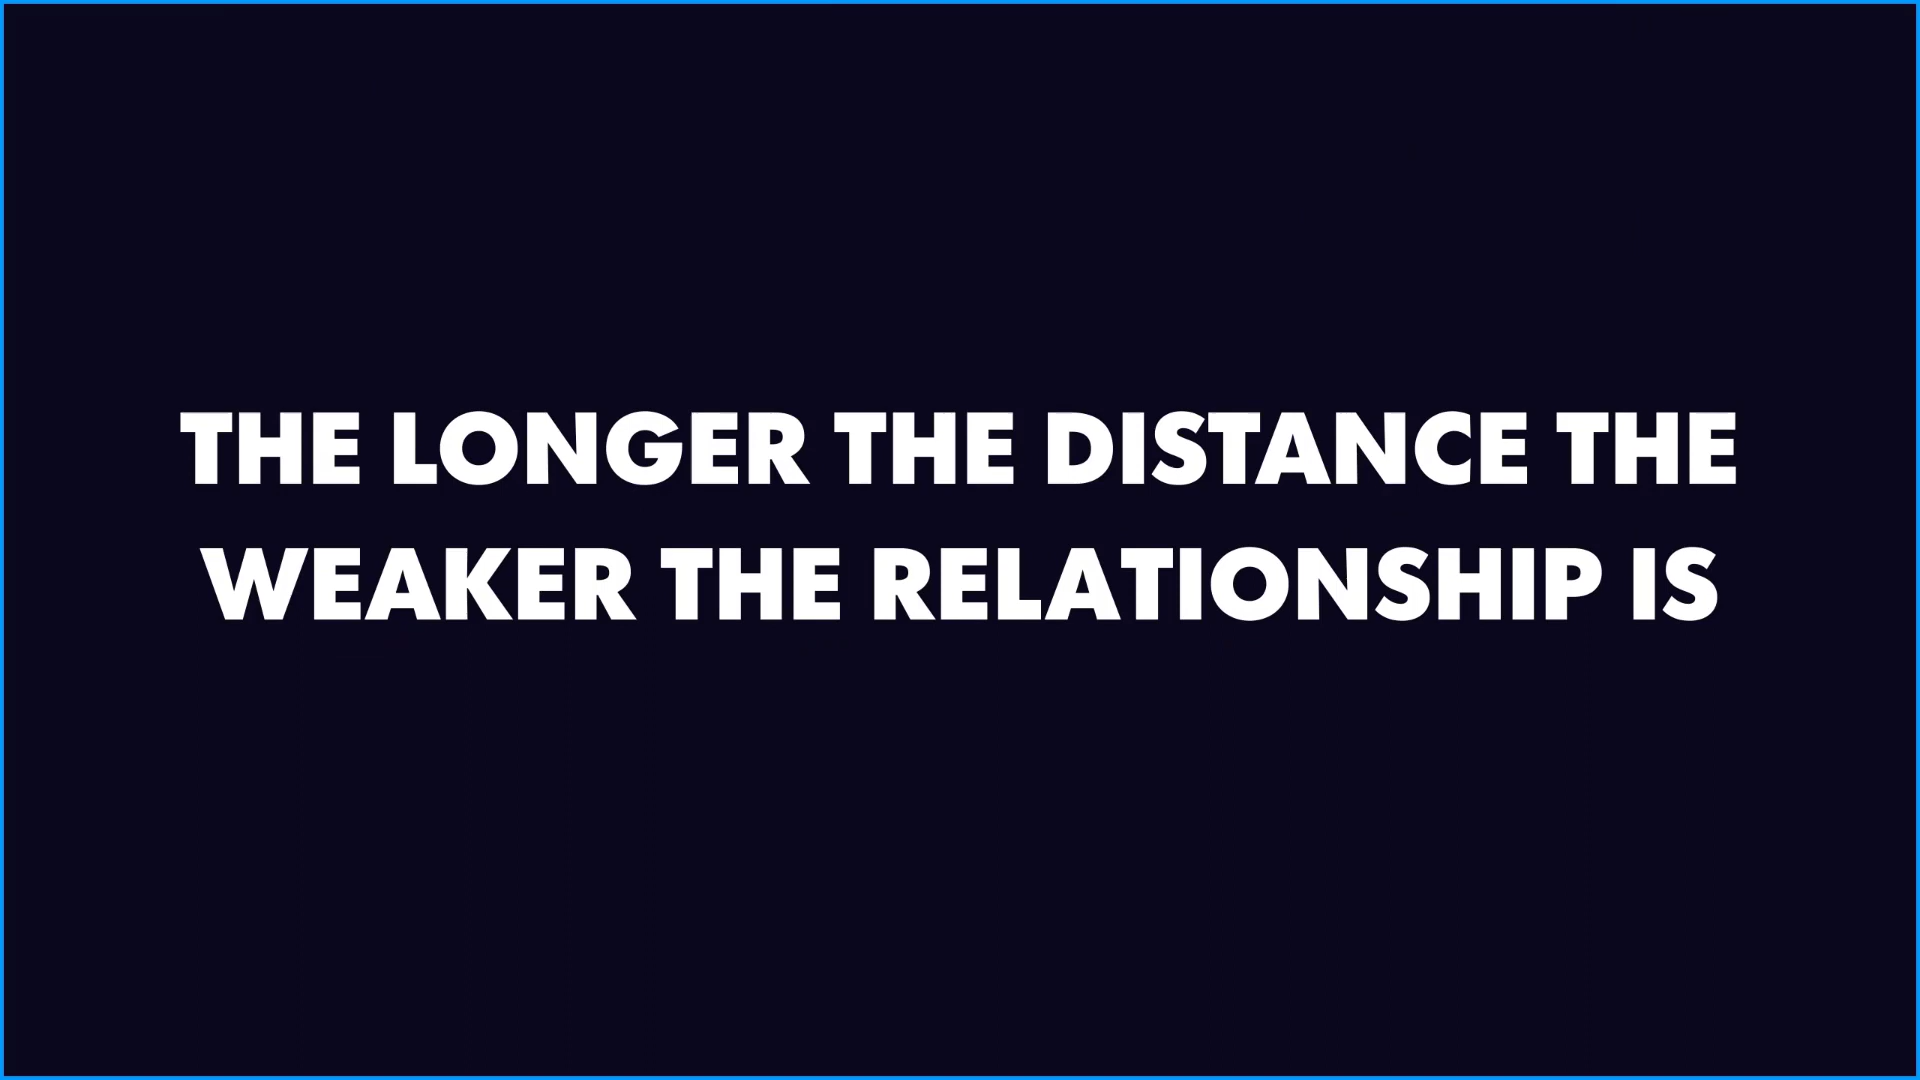 THE LONGER THE DISTANCE THE
WEAKER THE RELATIONSHIP IS